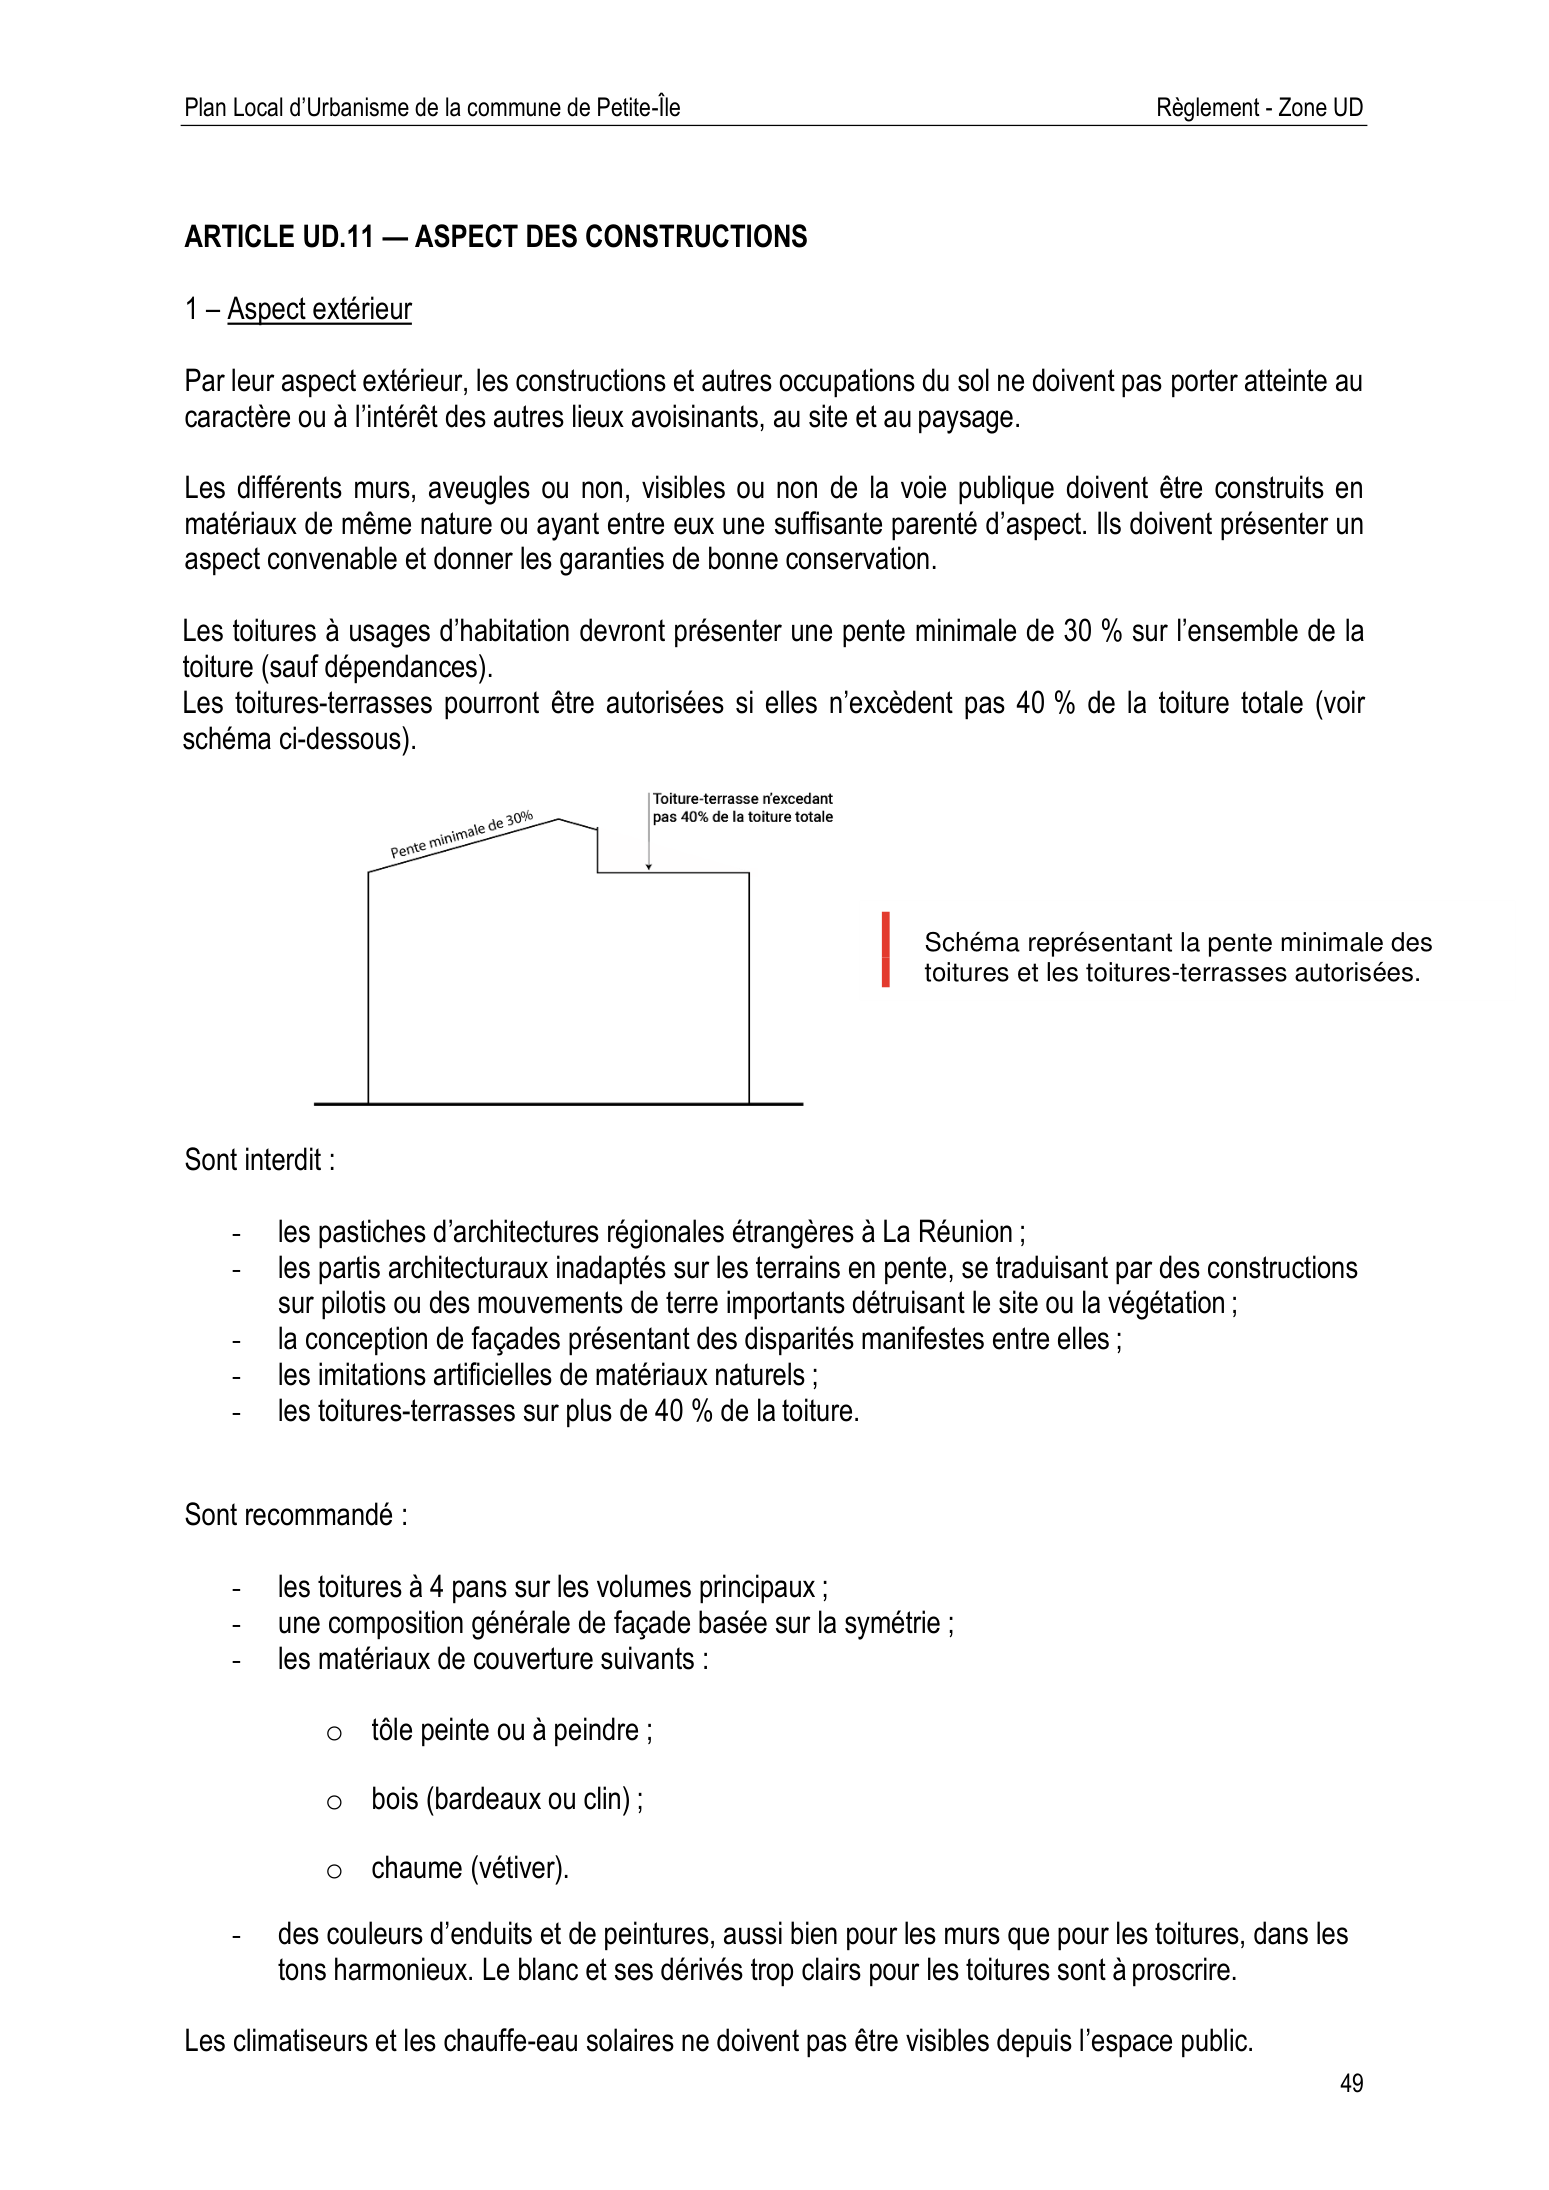 Plan Local d’Urbanisme de la commune de Petite-Île Règlement - Zone UD
ARTICLE UD.11 — ASPECT DES CONSTRUCTIONS
1 – Aspect extérieur
Par leur aspect extérieur, les constructions et autres occupations du sol ne doivent pas porter atteinte au
caractère ou à l’intérêt des autres lieux avoisinants, au site et au paysage.
Les différents murs, aveugles ou non, visibles ou non de la voie publique doivent être construits en
matériaux de même nature ou ayant entre eux une suffisante parenté d’aspect. Ils doivent présenter un
aspect convenable et donner les garanties de bonne conservation.
Les toitures à usages d’habitation devront présenter une pente minimale de 30 % sur l’ensemble de la
toiture (sauf dépendances).
Les toitures-terrasses pourront être autorisées si elles n’excèdent pas 40 % de la toiture totale (voir
schéma ci-dessous).
Toiture-terrasse n’excedant
pas 40% de la toiture totale
Pente minimale de 30%
Schéma représentant la pente minimale des
toitures et les toitures-terrasses autorisées.
Sont interdit :
- les pastiches d’architectures régionales étrangères à La Réunion ;
- les partis architecturaux inadaptés sur les terrains en pente, se traduisant par des constructions
sur pilotis ou des mouvements de terre importants détruisant le site ou la végétation ;
- la conception de façades présentant des disparités manifestes entre elles ;
- les imitations artificielles de matériaux naturels ;
- les toitures-terrasses sur plus de 40 % de la toiture.
Sont recommandé :
- les toitures à 4 pans sur les volumes principaux ;
- une composition générale de façade basée sur la symétrie ;
- les matériaux de couverture suivants :
o tôle peinte ou à peindre ;
o bois (bardeaux ou clin) ;
o chaume (vétiver).
- des couleurs d’enduits et de peintures, aussi bien pour les murs que pour les toitures, dans les
tons harmonieux. Le blanc et ses dérivés trop clairs pour les toitures sont à proscrire.
Les climatiseurs et les chauffe-eau solaires ne doivent pas être visibles depuis l’espace public.
49